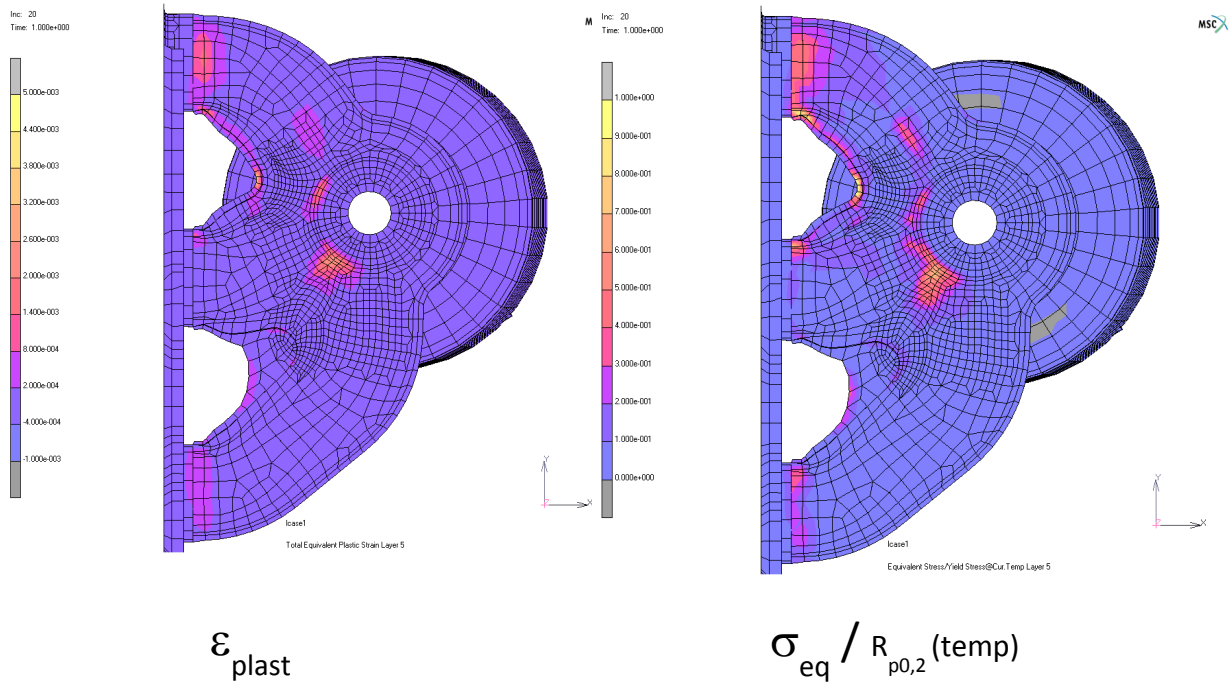 Inc: 20
Time: 1.000e+000
5.000e-003
4.400e-003
3.800e-003
3.200e-003
2.600e-003
2.000e-003
1.400e-003
8.000e-004
2.000e-004
-4.000e-004
-1.000e-003
Y
Z X
lcase1
Total Equivalent Plastic Strain Layer 5
εplast
M
Inc: 20
Time: 1.000e+000
MSC
1.000e+000
9.000e-001
8.000e-001
7.000e-001
6.000e-001
5.000e-001
4.000e-001
3.000e-001
2.000e-001
1.000e-001
0.000e+000
Y
Z X
lcase1
Equivalent Stress/Yield Stress@Cur.Temp Layer 5
σeq / Rp0,2 (temp)